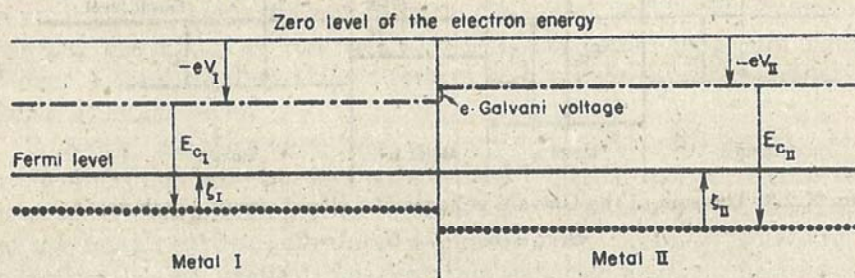 Zero level of the electron energy
-eV_I
-eV_II
e·Galvani voltage
E_C_I
E_C_II
Fermi level
ζ_I
ζ_II
Metal I
Metal II